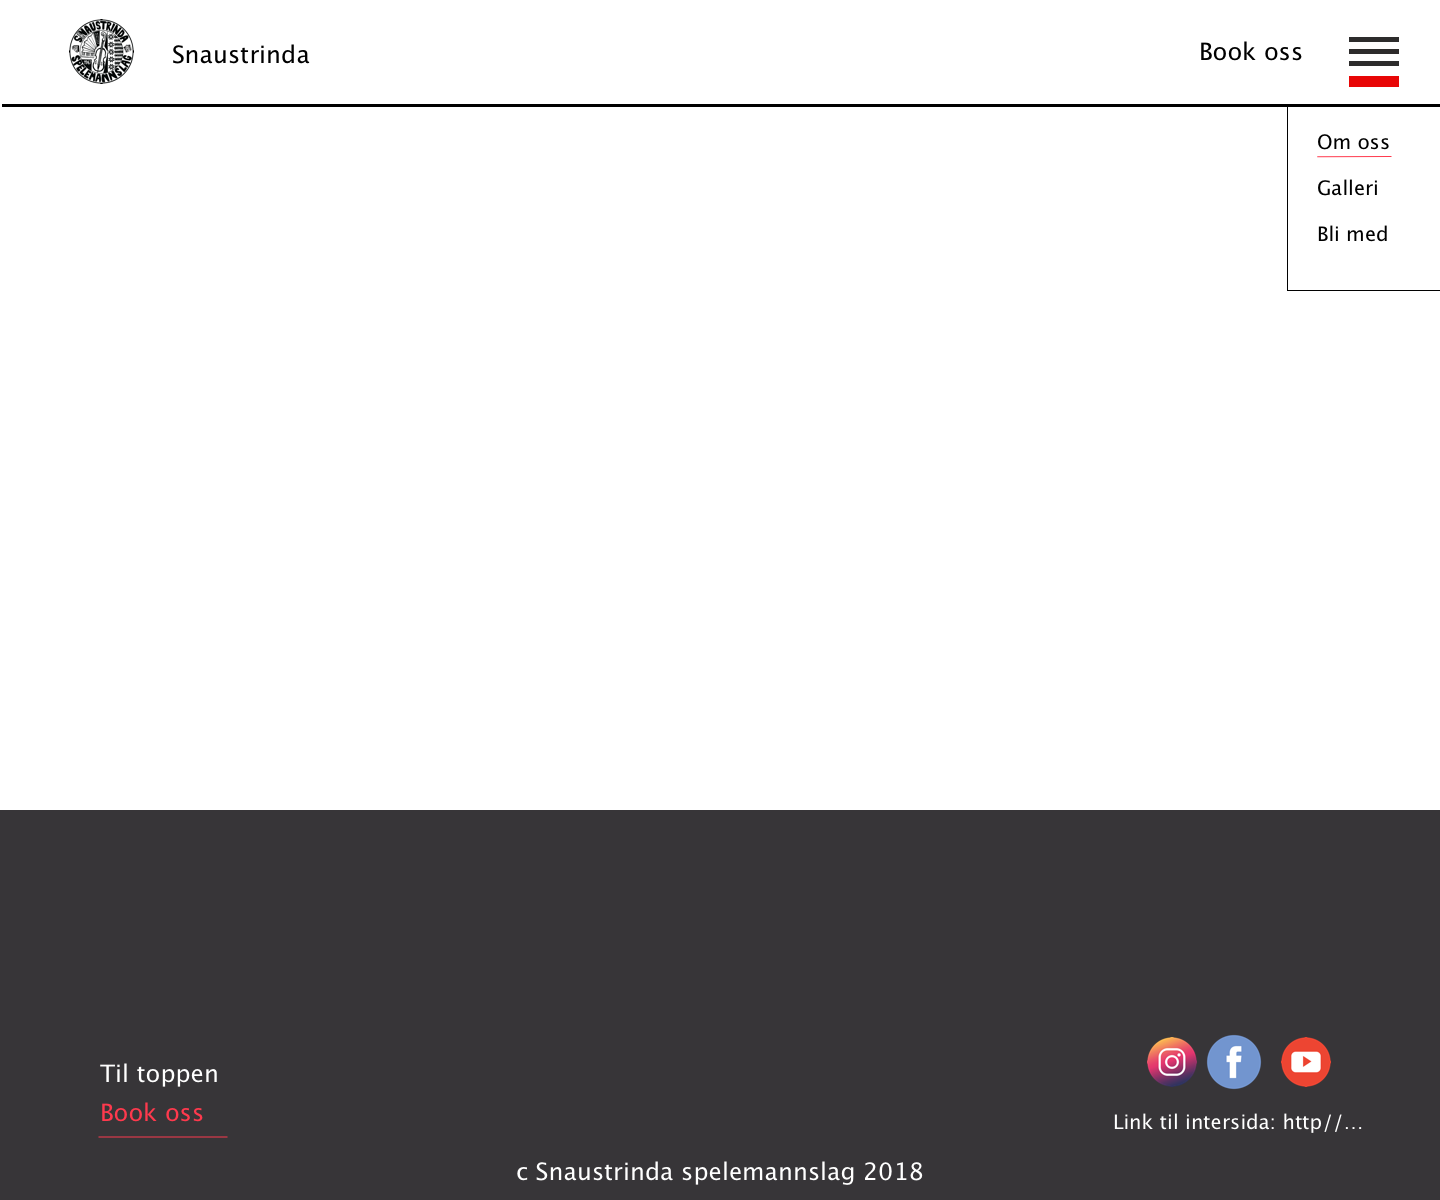 SNAUSTRINDA
SPELEMANNSLAG
Snaustrinda
Book oss
Om oss
Galleri
Bli med
Til toppen
Book oss
Link til intersida: http//...
c Snaustrinda spelemannslag 2018